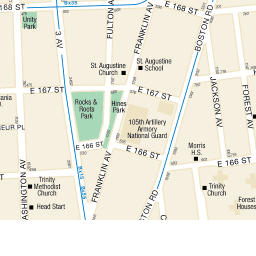 168 ST
Bx35
E 168 ST
Unity
Park
3 AV
FULTON A
FRANKLIN AV
BOSTON RD
St. Augustine
Church
St. Augustine
School
E 167 ST
E 167 ST
JACKSON AV
FOREST AV
Rocks &
Roots
Park
Hines
Park
105th Artillery
Armory
National Guard
EUR PL
E 166 ST
E 166 ST
E 166 ST
Morris
H.S.
ASHINGTON AV
FRANKLIN AV
Trinity
Methodist
Church
Head Start
Trinity
Church
Forest
Houses
TON RD